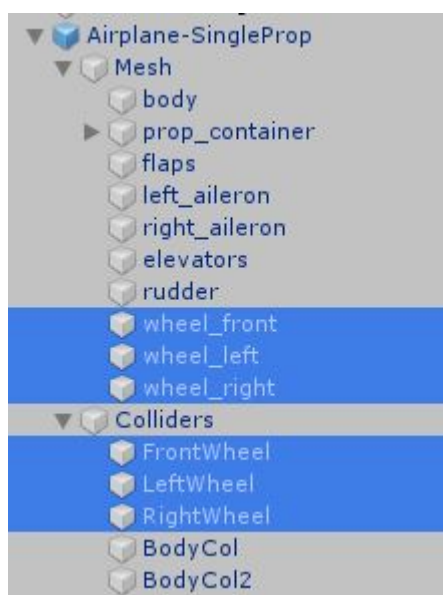 Airplane-SingleProp
Mesh
body
prop_container
flaps
left_aileron
right_aileron
elevators
rudder
wheel_front
wheel_left
wheel_right
Colliders
FrontWheel
LeftWheel
RightWheel
BodyCol
BodyCol2